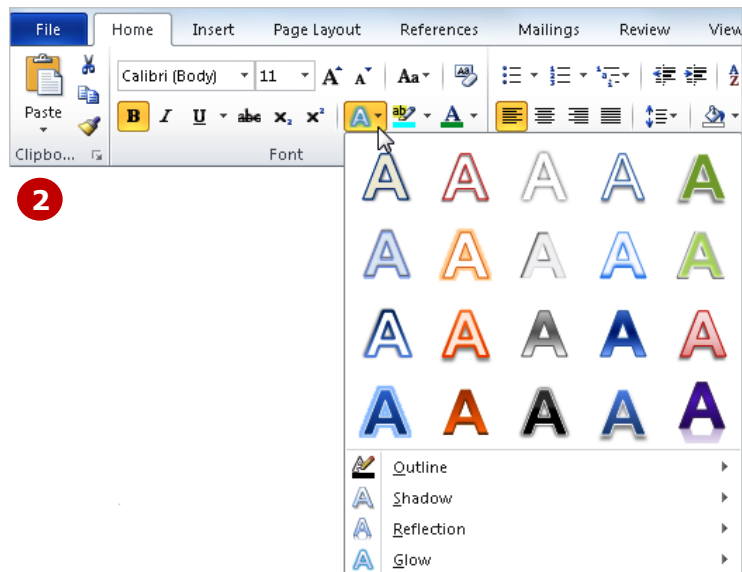 File Home Insert Page Layout References Mailings Review View
Calibri (Body) 11 A A Aa
Paste B I U abc x₂ x² A ab A
Clipbo... Font
2
A A A A A
A A A A A
A A A A A
A A A A A
Outline
Shadow
Reflection
Glow